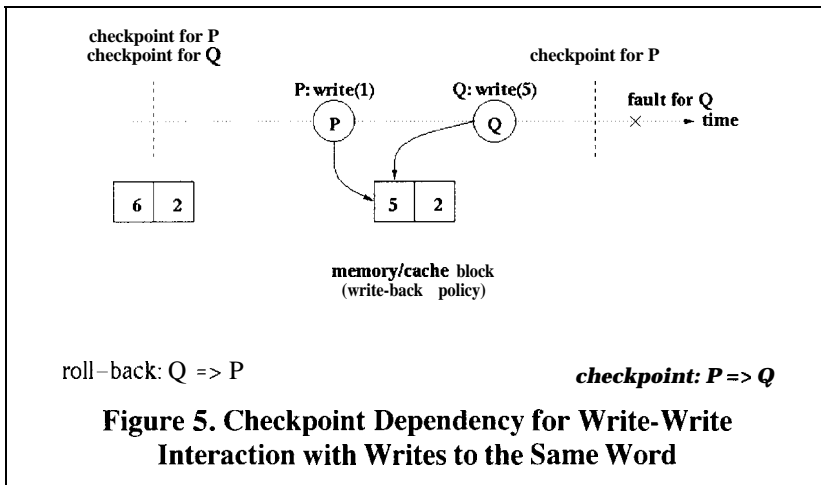 checkpoint for P
checkpoint for Q
checkpoint for P
P: write(1)
Q: write(5)
fault for Q
P
Q
time
6 2
5 2
memory/cache block
(write-back policy)
roll-back: Q => P
checkpoint: P => Q
Figure 5. Checkpoint Dependency for Write-Write
Interaction with Writes to the Same Word